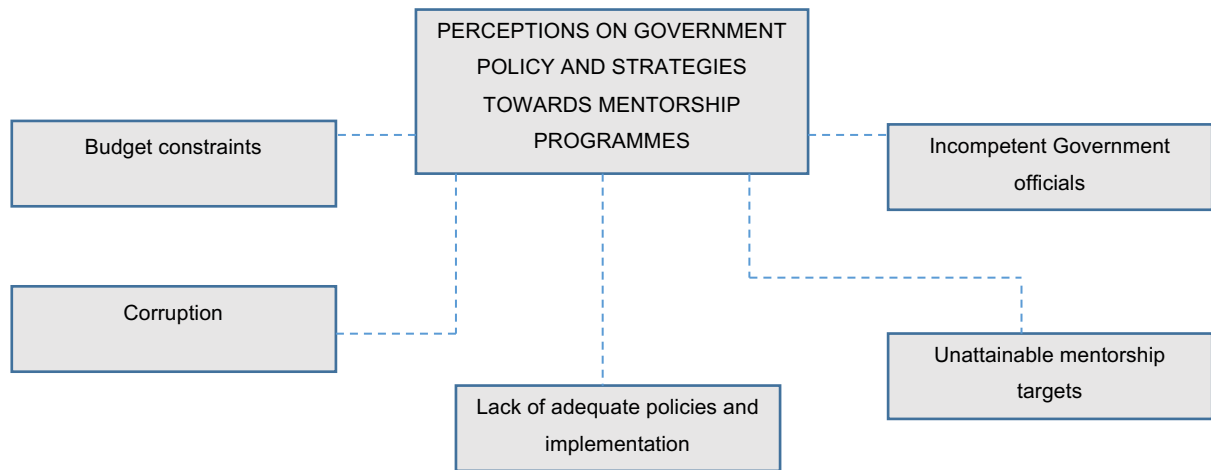 PERCEPTIONS ON GOVERNMENT
POLICY AND STRATEGIES
TOWARDS MENTORSHIP
PROGRAMMES
Budget constraints
Incompetent Government
officials
Corruption
Unattainable mentorship
targets
Lack of adequate policies and
implementation